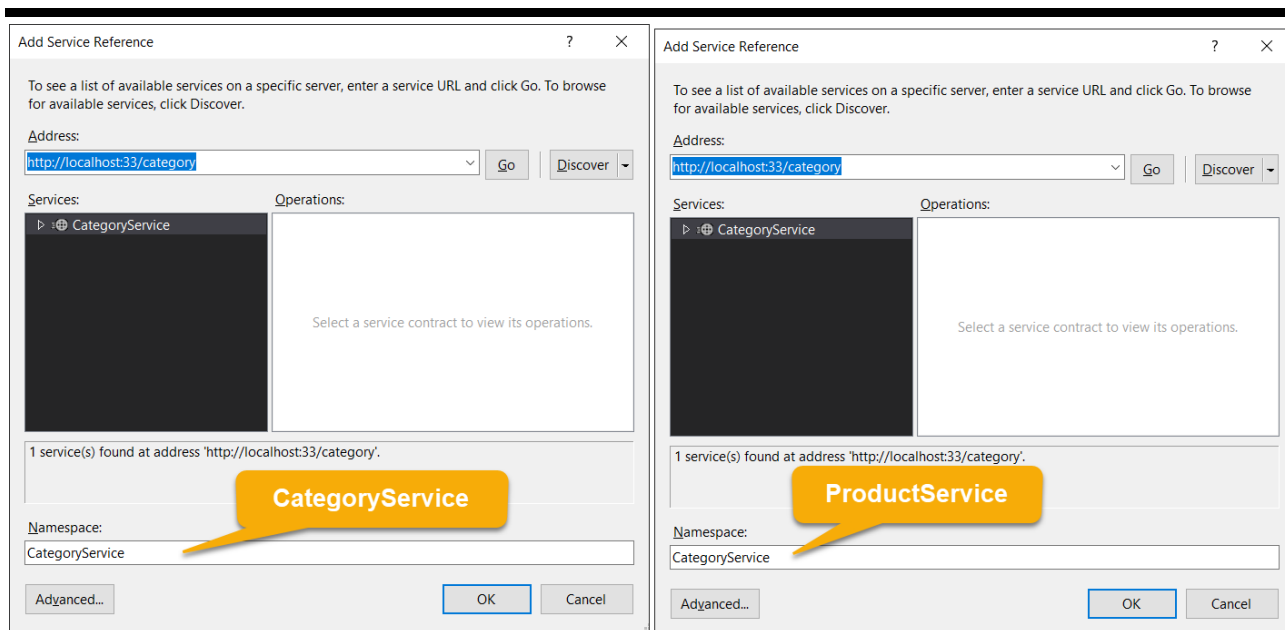 Add Service Reference
?
To see a list of available services on a specific server, enter a service URL and click Go. To browse
for available services, click Discover.
Address:
http://localhost:33/category
Go
Discover
Services:
Operations:
CategoryService
Select a service contract to view its operations.
1 service(s) found at address 'http://localhost:33/category'.
CategoryService
Namespace:
CategoryService
Advanced...
OK
Cancel
Add Service Reference
?
To see a list of available services on a specific server, enter a service URL and click Go. To browse
for available services, click Discover.
Address:
http://localhost:33/category
Go
Discover
Services:
Operations:
CategoryService
Select a service contract to view its operations.
1 service(s) found at address 'http://localhost:33/category'.
ProductService
Namespace:
CategoryService
Advanced...
OK
Cancel